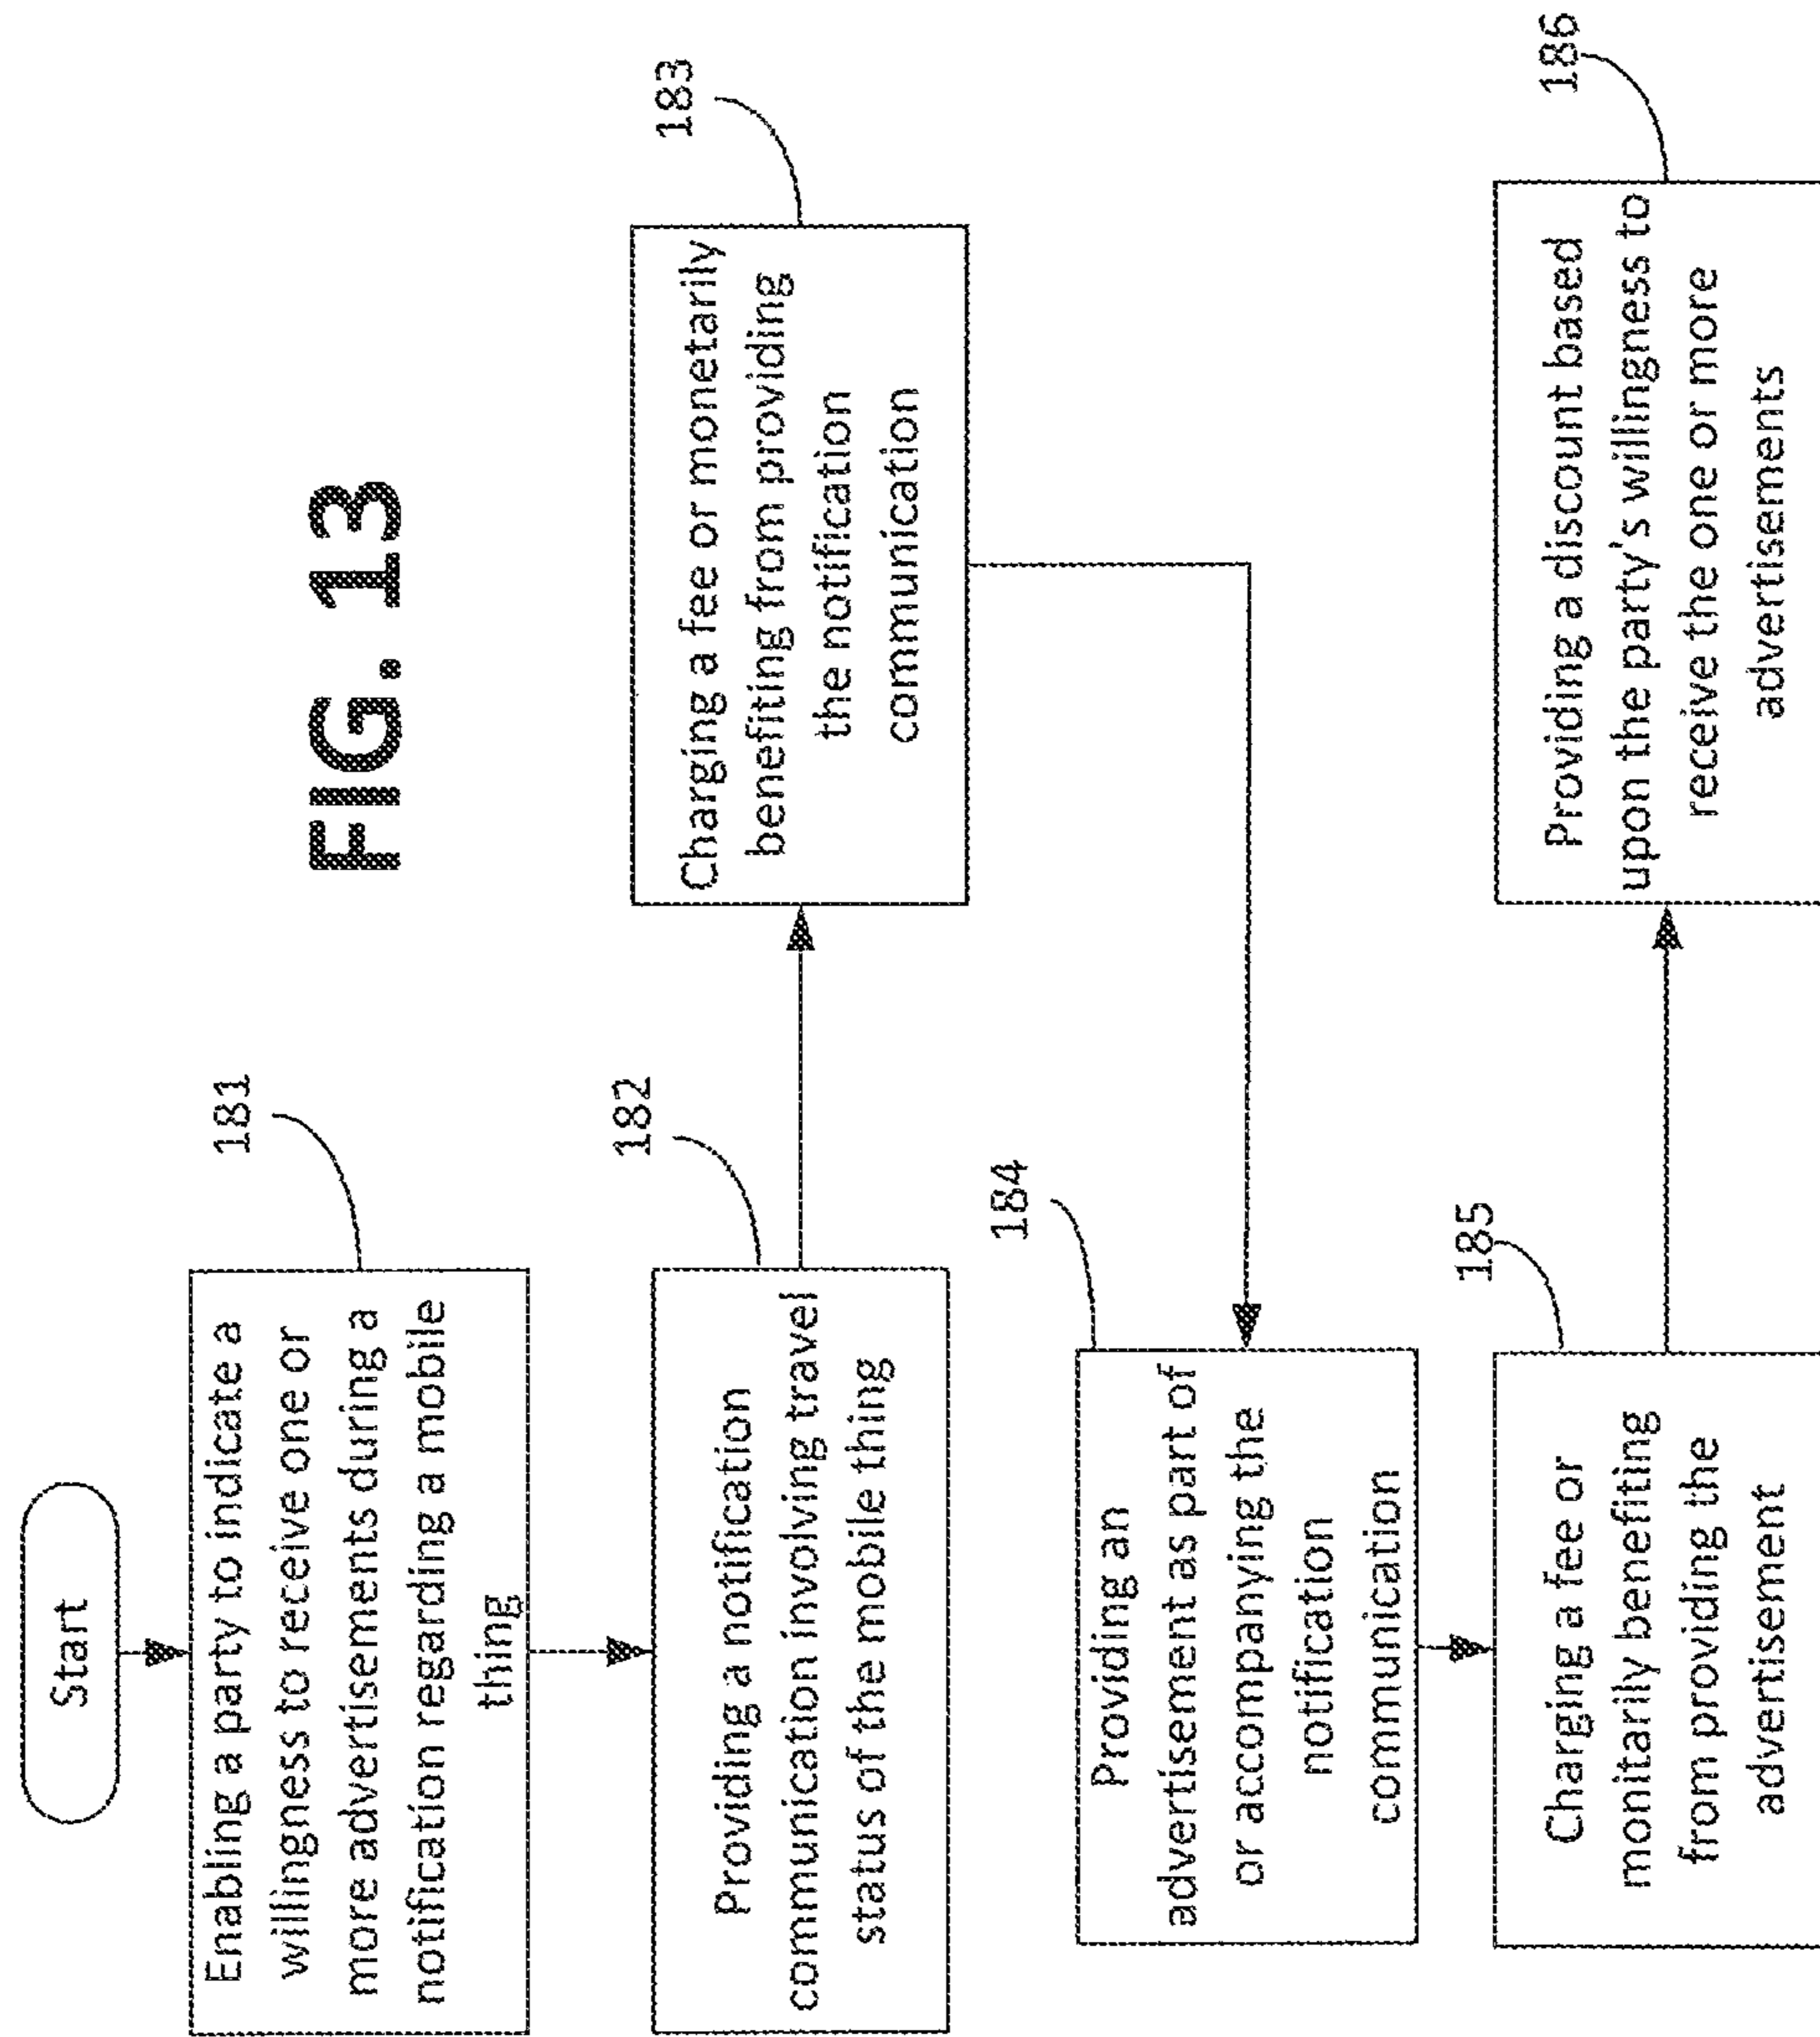 FIG. 13
Start
181
Enabling a party to indicate a
willingness to receive one or
more advertisements during a
notification regarding a mobile
thing
182
Providing a notification
communication involving travel
status of the mobile thing
183
Charging a fee or monetarily
benefiting from providing
the notification
communication
184
Providing an
advertisement as part of
or accompanying the
notification
communication
185
Charging a fee or
monitarily benefiting
from providing the
advertisement
186
Providing a discount based
upon the party's willingness to
receive the one or more
advertisements